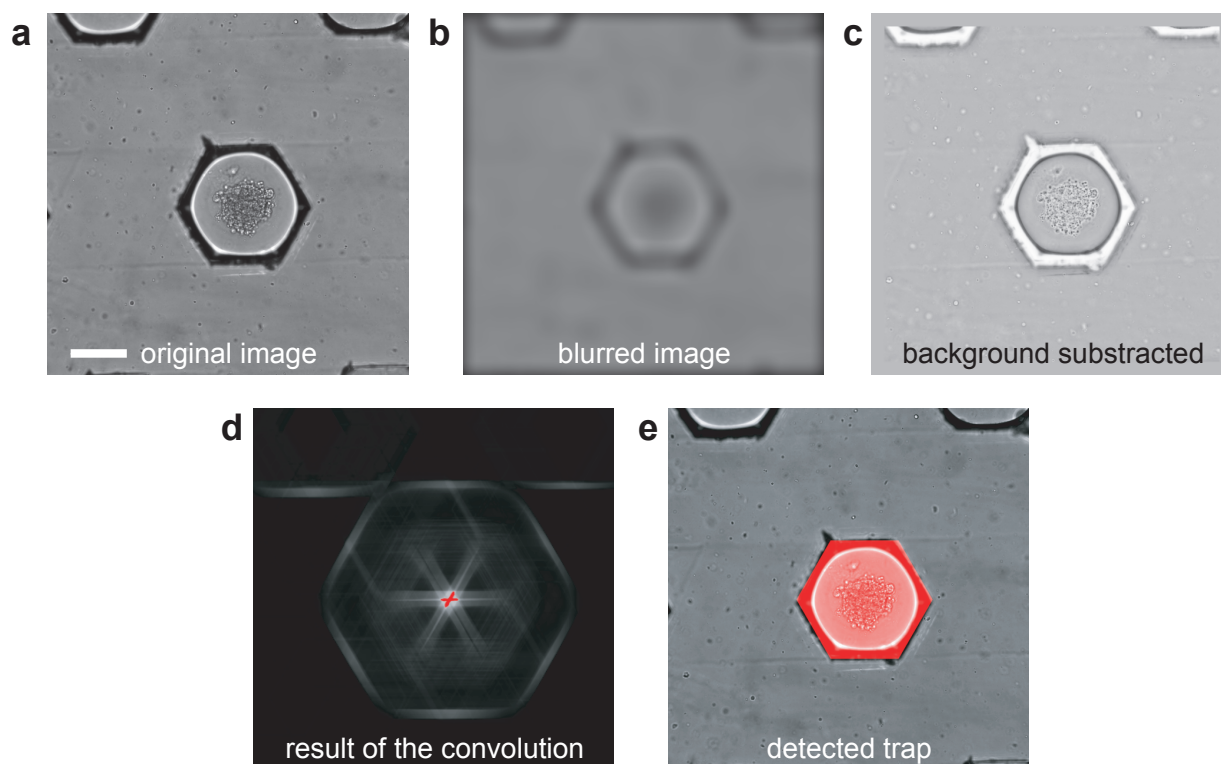 a
b
c
original image
blurred image
background substracted
d
e
result of the convolution
detected trap